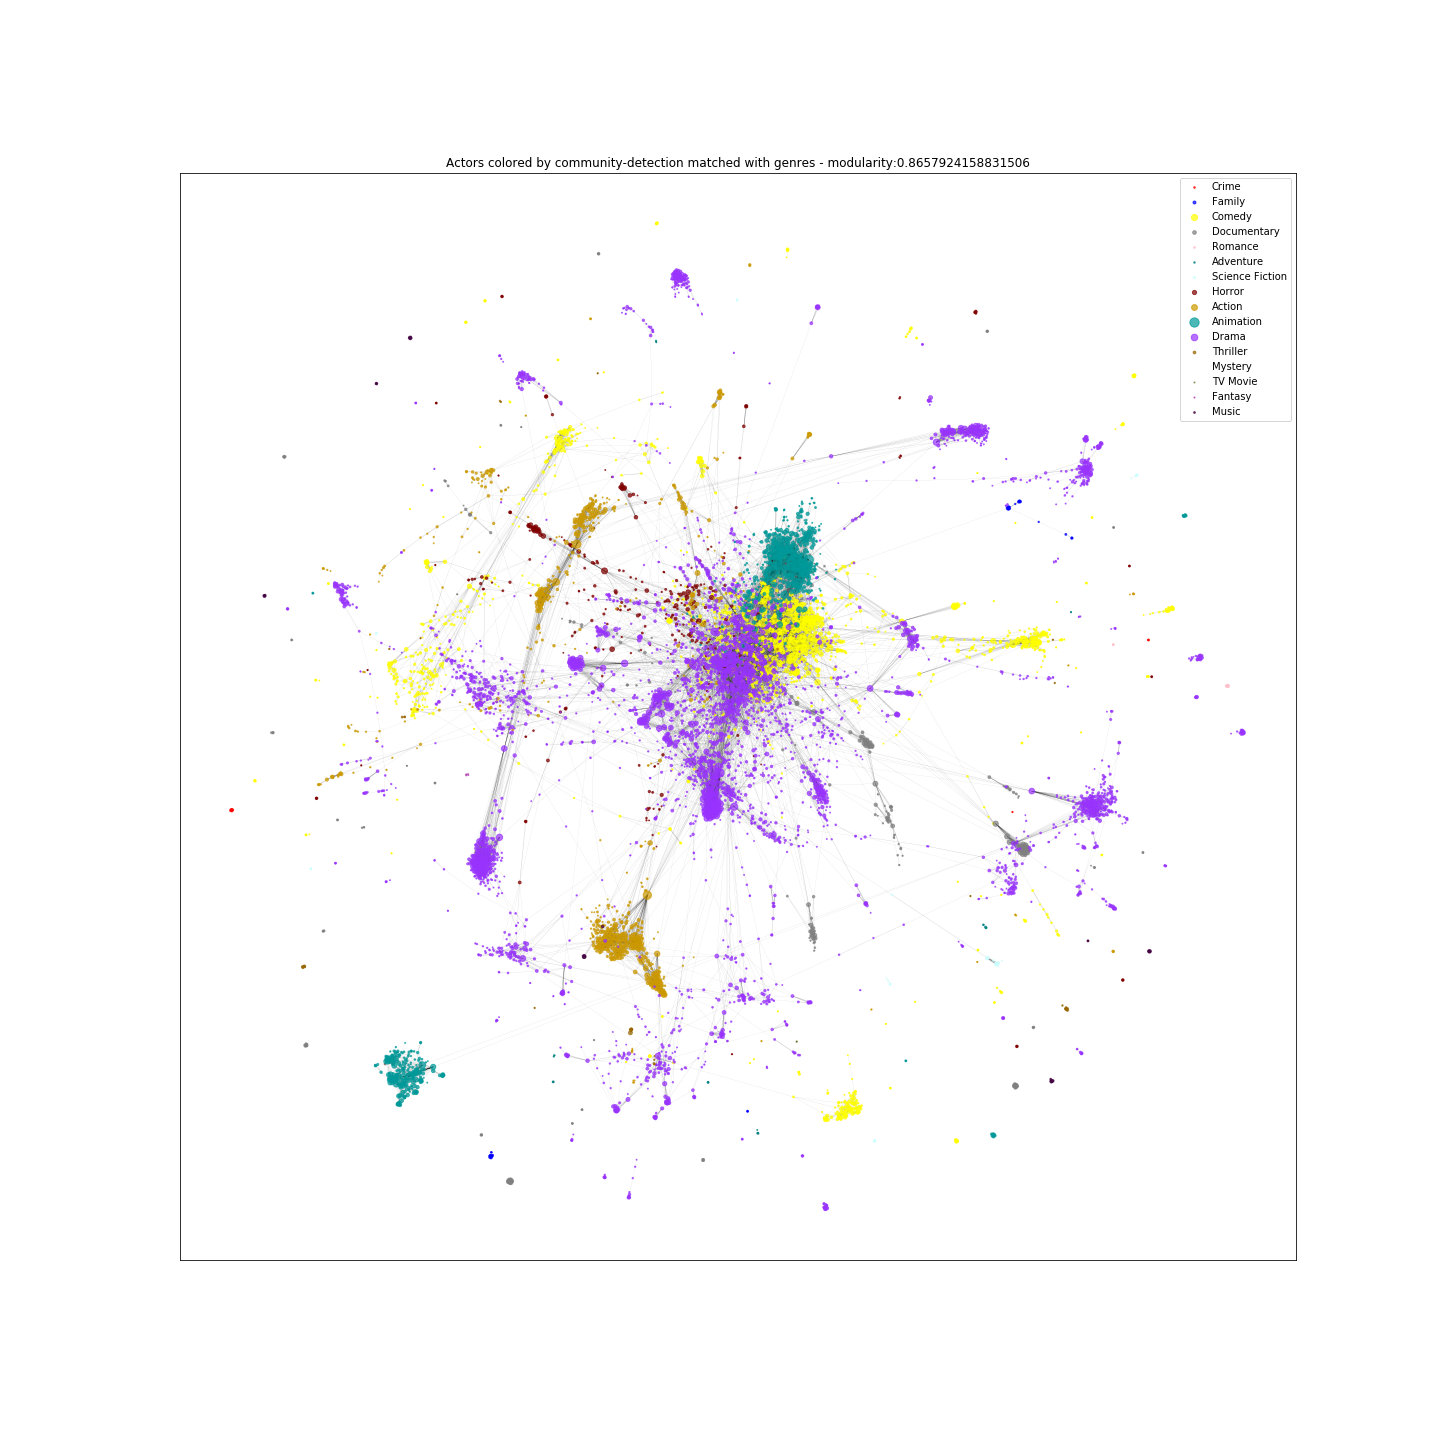 Actors colored by community-detection matched with genres - modularity:0.8657924158831506
Crime
Family
Comedy
Documentary
Romance
Adventure
Science Fiction
Horror
Action
Animation
Drama
Thriller
Mystery
TV Movie
Fantasy
Music